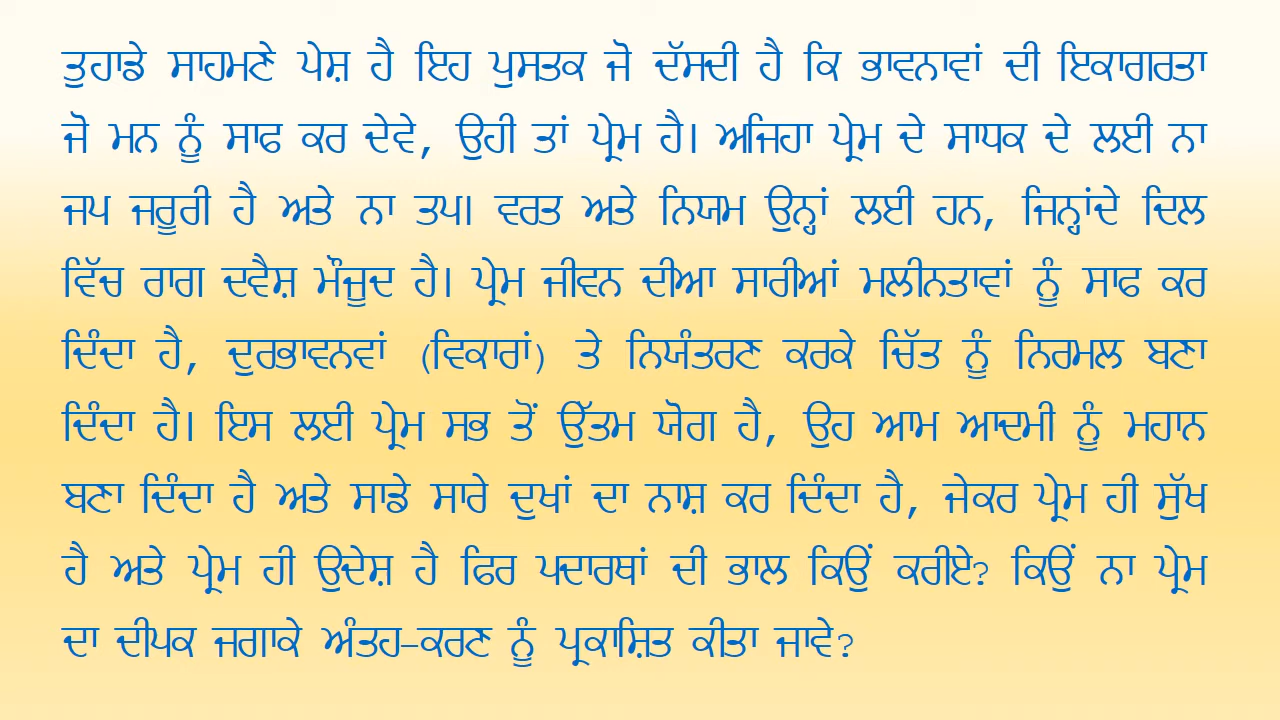 ਤੁਹਾਡੇ ਸਾਹਮਣੇ ਪੇਸ਼ ਹੈ ਇਹ ਪੁਸਤਕ ਜੋ ਦੱਸਦੀ ਹੈ ਕਿ ਭਾਵਨਾਵਾਂ ਦੀ ਇਕਾਗਰਤਾ
ਜੋ ਮਨ ਨੂੰ ਸਾਫ ਕਰ ਦੇਵੇ, ਉਹੀ ਤਾਂ ਪ੍ਰੇਮ ਹੈ। ਅਜਿਹਾ ਪ੍ਰੇਮ ਦੇ ਸਾਧਕ ਦੇ ਲਈ ਨਾ
ਜਪ ਜਰੂਰੀ ਹੈ ਅਤੇ ਨਾ ਤਪ। ਵਰਤ ਅਤੇ ਨਿਯਮ ਉਨ੍ਹਾਂ ਲਈ ਹਨ, ਜਿਨ੍ਹਾਂਦੇ ਦਿਲ
ਵਿੱਚ ਰਾਗ ਦਵੈਸ਼ ਮੌਜੂਦ ਹੈ। ਪ੍ਰੇਮ ਜੀਵਨ ਦੀਆ ਸਾਰੀਆਂ ਮਲੀਨਤਾਵਾਂ ਨੂੰ ਸਾਫ ਕਰ
ਦਿੰਦਾ ਹੈ, ਦੁਰਭਾਵਨਵਾਂ (ਵਿਕਾਰਾਂ) ਤੇ ਨਿਯੰਤਰਣ ਕਰਕੇ ਚਿੱਤ ਨੂੰ ਨਿਰਮਲ ਬਣਾ
ਦਿੰਦਾ ਹੈ। ਇਸ ਲਈ ਪ੍ਰੇਮ ਸਭ ਤੋਂ ਉੱਤਮ ਯੋਗ ਹੈ, ਉਹ ਆਮ ਆਦਮੀ ਨੂੰ ਮਹਾਨ
ਬਣਾ ਦਿੰਦਾ ਹੈ ਅਤੇ ਸਾਡੇ ਸਾਰੇ ਦੁਖਾਂ ਦਾ ਨਾਸ਼ ਕਰ ਦਿੰਦਾ ਹੈ, ਜੇਕਰ ਪ੍ਰੇਮ ਹੀ ਸੁੱਖ
ਹੈ ਅਤੇ ਪ੍ਰੇਮ ਹੀ ਉਦੇਸ਼ ਹੈ ਫਿਰ ਪਦਾਰਥਾਂ ਦੀ ਭਾਲ ਕਿਉਂ ਕਰੀਏ? ਕਿਉਂ ਨਾ ਪ੍ਰੇਮ
ਦਾ ਦੀਪਕ ਜਗਾਕੇ ਅੰਤਹ-ਕਰਣ ਨੂੰ ਪ੍ਰਕਾਸ਼ਿਤ ਕੀਤਾ ਜਾਵੇ?